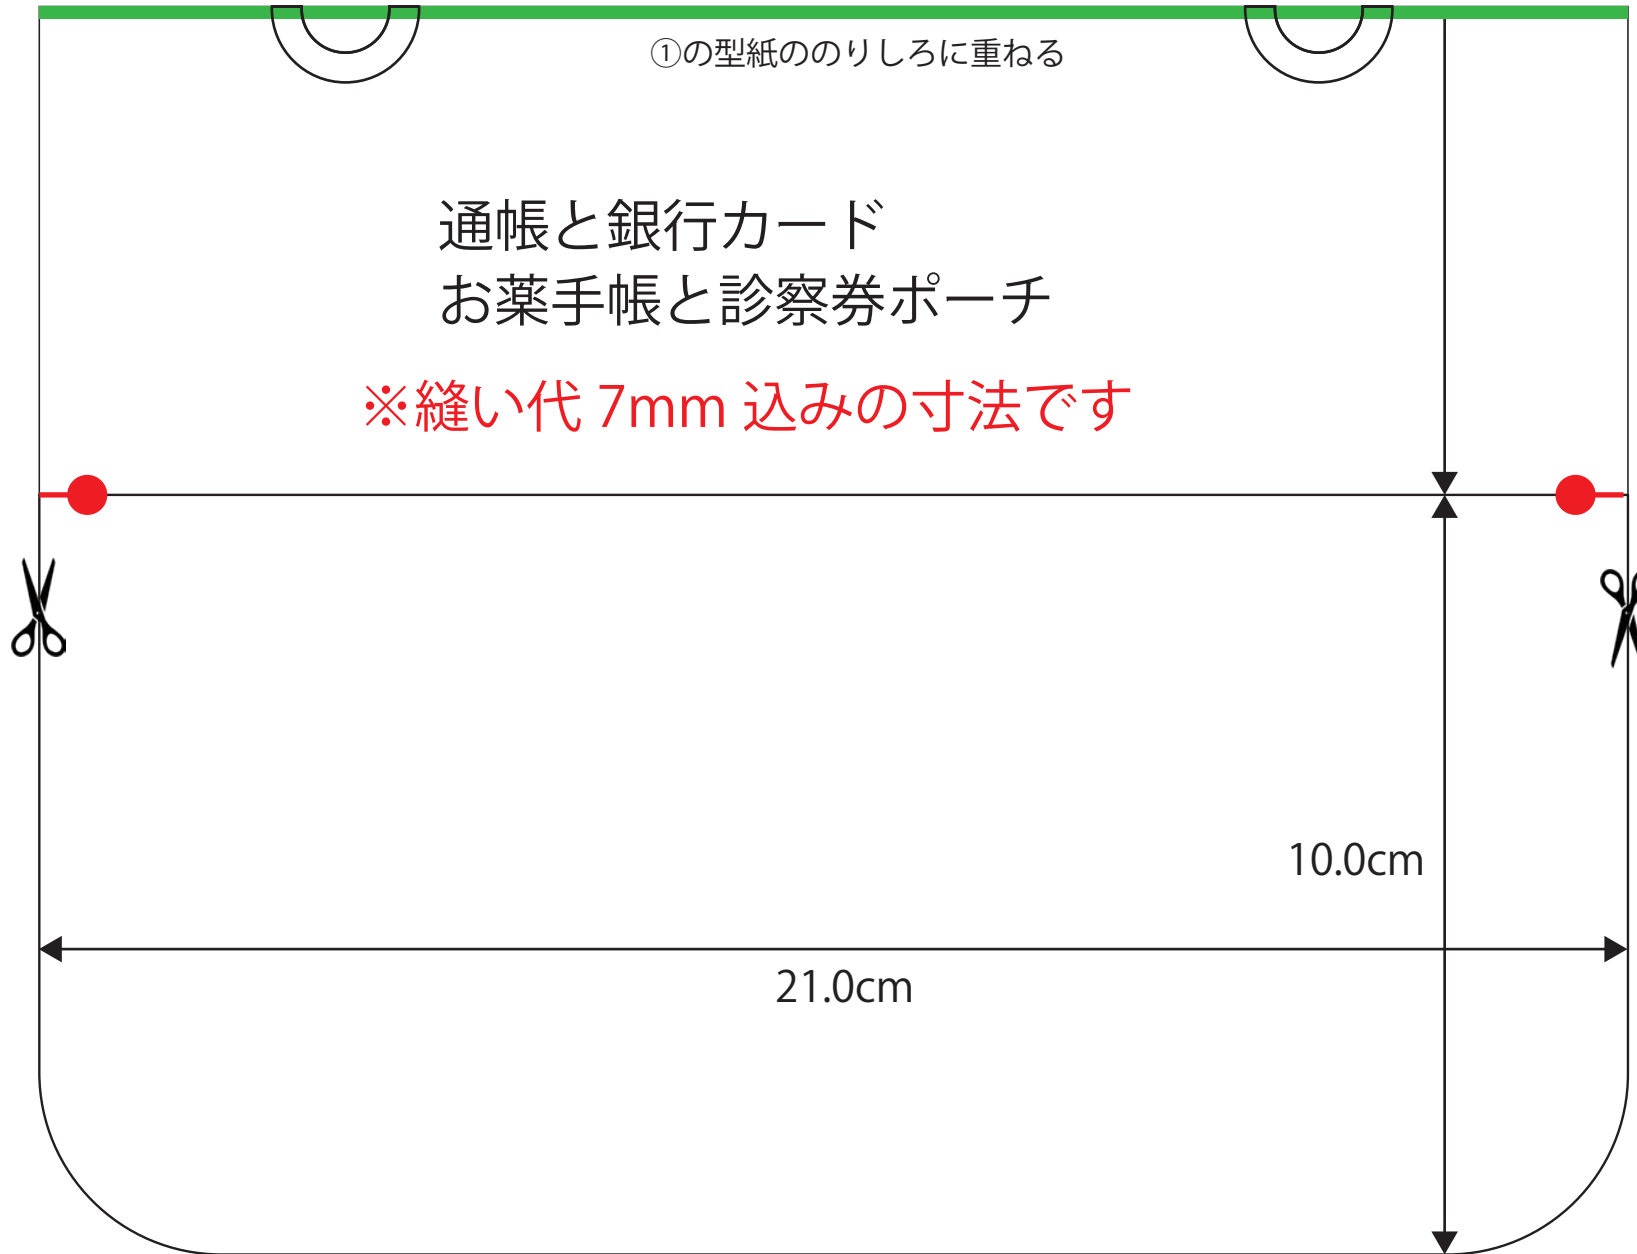 ①の型紙ののりしろに重ねる
通帳と銀行カード
お薬手帳と診察券ポーチ
※縫い代 7mm 込みの寸法です
10.0cm
21.0cm